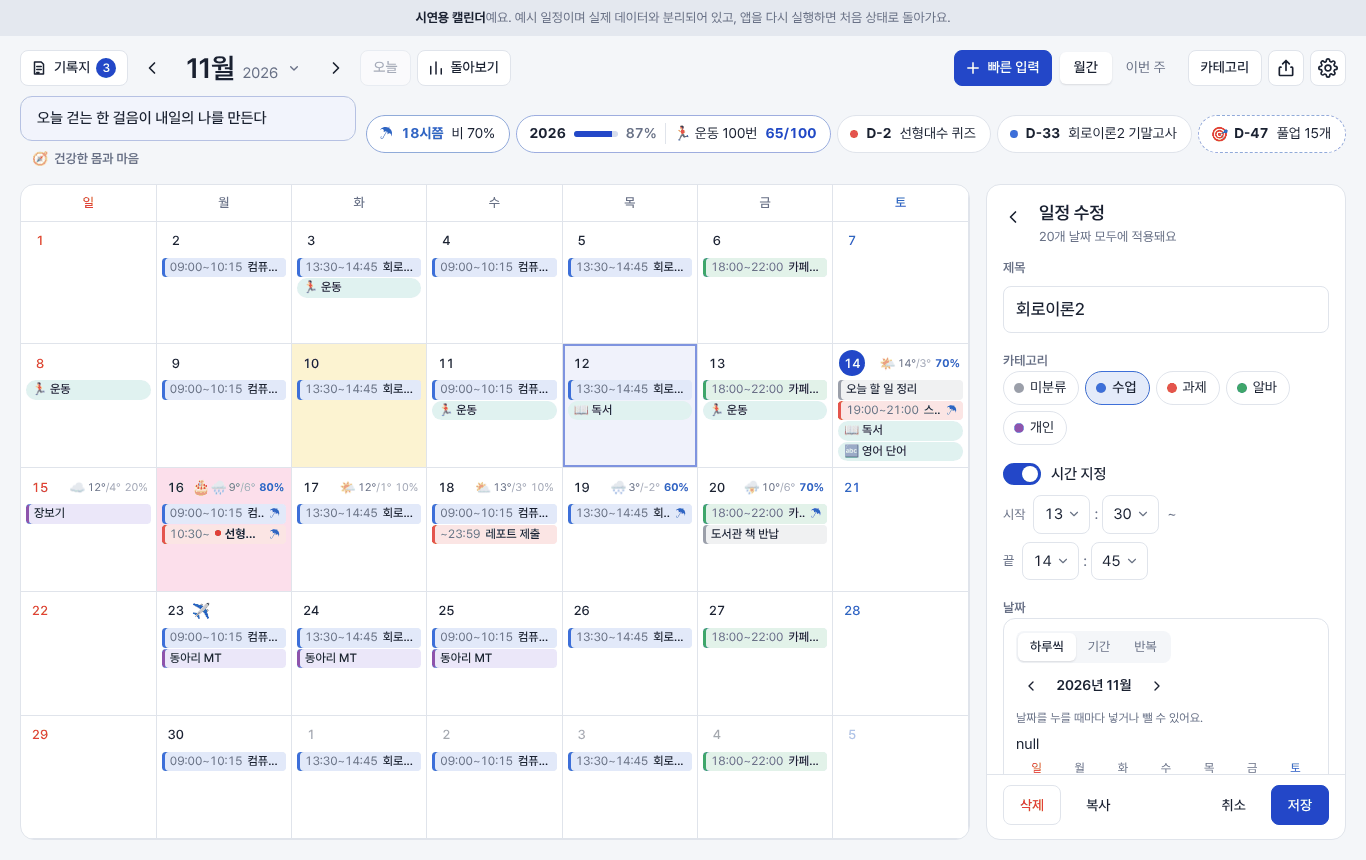 시연용 캘린더예요. 예시 일정이며 실제 데이터와 분리되어 있고, 앱을 다시 실행하면 처음 상태로 돌아가요.
기록지 3 11월 2026 오늘 돌아보기 빠른 입력 월간 이번 주 카테고리
오늘 걷는 한 걸음이 내일의 나를 만든다
건강한 몸과 마음
18시쯤 비 70% 2026 87% 운동 100번 65/100 D-2 선형대수 퀴즈 D-33 회로이론2 기말고사 D-47 풀업 15개
일 월 화 수 목 금 토
1 2 3 4 5 6 7
09:00~10:15 컴퓨... 13:30~14:45 회로... 09:00~10:15 컴퓨... 13:30~14:45 회로... 18:00~22:00 카페...
운동
8 9 10 11 12 13 14 14°/3° 70%
운동 09:00~10:15 컴퓨... 13:30~14:45 회로... 09:00~10:15 컴퓨... 13:30~14:45 회로... 18:00~22:00 카페... 오늘 할 일 정리
운동 독서 운동 19:00~21:00 스..
독서
abc 영어 단어
15 12°/4° 20% 16 9°/6° 80% 17 12°/1° 10% 18 13°/3° 10% 19 3°/-2° 60% 20 10°/6° 70% 21
장보기 09:00~10:15 컴.. 13:30~14:45 회로... 09:00~10:15 컴퓨... 13:30~14:45 회.. 18:00~22:00 카..
10:30~ 선형... ~23:59 레포트 제출 도서관 책 반납
22 23 24 25 26 27 28
09:00~10:15 컴퓨... 13:30~14:45 회로... 09:00~10:15 컴퓨... 13:30~14:45 회로... 18:00~22:00 카페...
동아리 MT 동아리 MT 동아리 MT
29 30 1 2 3 4 5
09:00~10:15 컴퓨... 13:30~14:45 회로... 09:00~10:15 컴퓨... 13:30~14:45 회로... 18:00~22:00 카페...
일정 수정
20개 날짜 모두에 적용돼요
제목
회로이론2
카테고리
미분류 수업 과제 알바
개인
시간 지정
시작 13 : 30 ~
끝 14 : 45
날짜
하루씩 기간 반복
2026년 11월
날짜를 누를 때마다 넣거나 뺄 수 있어요.
null
일 월 화 수 목 금 토
삭제 복사 취소 저장